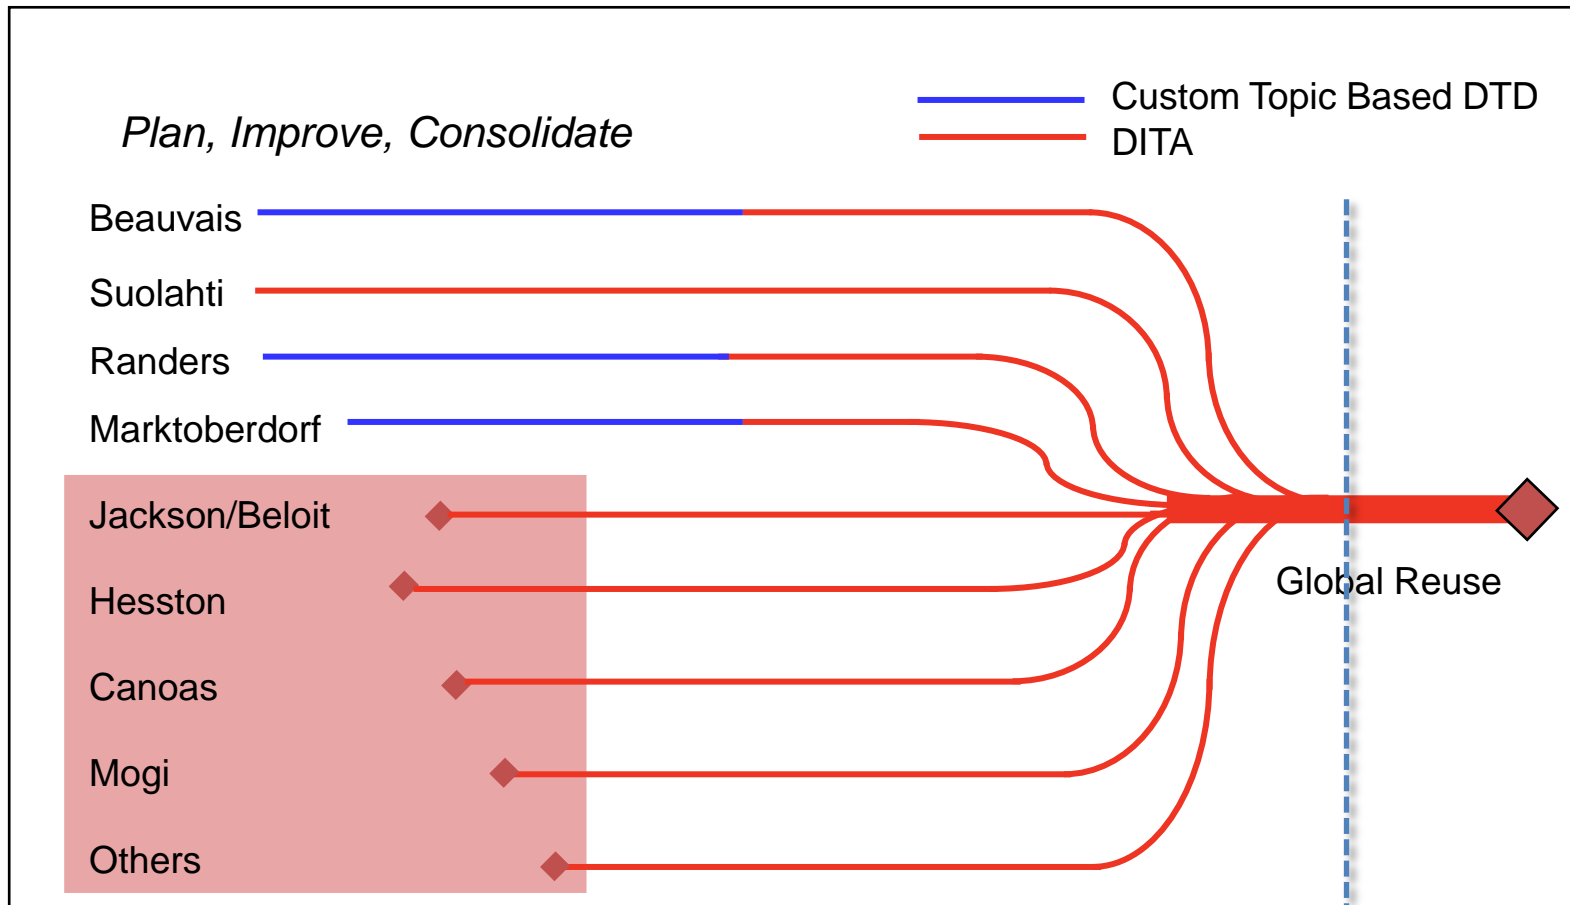 Plan, Improve, Consolidate
Custom Topic Based DTD
DITA
Beauvais
Suolahti
Randers
Marktoberdorf
Jackson/Beloit
Hesston
Canoas
Mogi
Others
Global Reuse